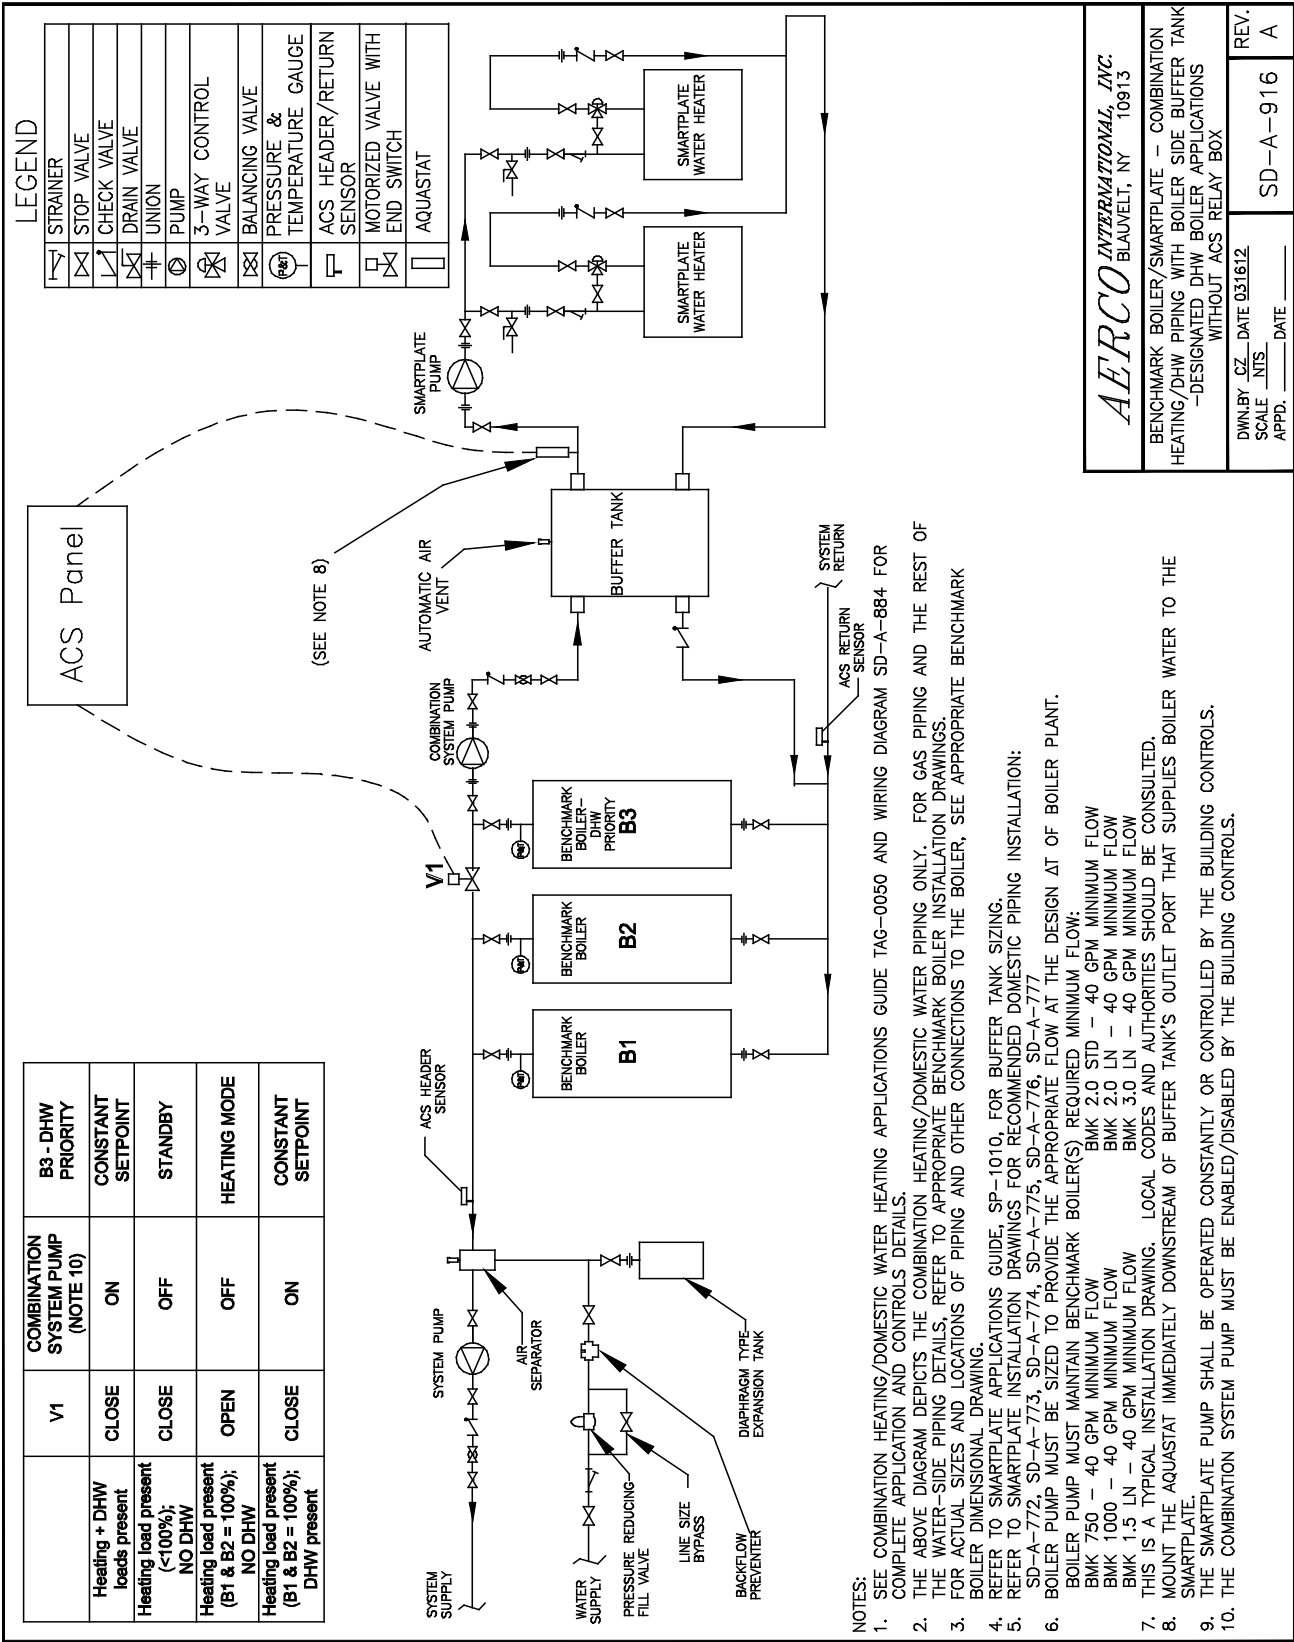 V1
COMBINATION
SYSTEM PUMP
(NOTE 10)
B3 - DHW
PRIORITY
Heating + DHW
loads present
CLOSE
ON
CONSTANT
SETPOINT
Heating load present
(<100%);
NO DHW
CLOSE
OFF
STANDBY
Heating load present
(B1 & B2 = 100%);
NO DHW
OPEN
OFF
HEATING MODE
Heating load present
(B1 & B2 = 100%);
DHW present
CLOSE
ON
CONSTANT
SETPOINT
ACS Panel
LEGEND
STRAINER
STOP VALVE
CHECK VALVE
DRAIN VALVE
UNION
PUMP
3-WAY CONTROL
VALVE
BALANCING VALVE
P&T
PRESSURE &
TEMPERATURE GAUGE
ACS HEADER/RETURN
SENSOR
MOTORIZED VALVE WITH
END SWITCH
AQUASTAT
(SEE NOTE 8)
SYSTEM
SUPPLY
SYSTEM PUMP
AIR
SEPARATOR
ACS HEADER
SENSOR
V1
COMBINATION
SYSTEM PUMP
AUTOMATIC AIR
VENT
SMARTPLATE
PUMP
WATER
SUPPLY
PRESSURE REDUCING
FILL VALVE
LINE SIZE
BYPASS
BACKFLOW
PREVENTER
DIAPHRAGM TYPE
EXPANSION TANK
P&T
BENCHMARK
BOILER
B1
P&T
BENCHMARK
BOILER
B2
P&T
BENCHMARK
BOILER-
DHW
PRIORITY
B3
BUFFER TANK
SMARTPLATE
WATER HEATER
SMARTPLATE
WATER HEATER
ACS RETURN
SENSOR
SYSTEM
RETURN
NOTES:
1. SEE COMBINATION HEATING/DOMESTIC WATER HEATING APPLICATIONS GUIDE TAG-0050 AND WIRING DIAGRAM SD-A-884 FOR
COMPLETE APPLICATION AND CONTROLS DETAILS.
2. THE ABOVE DIAGRAM DEPICTS THE COMBINATION HEATING/DOMESTIC WATER PIPING ONLY. FOR GAS PIPING AND THE REST OF
THE WATER-SIDE PIPING DETAILS, REFER TO APPROPRIATE BENCHMARK BOILER INSTALLATION DRAWINGS.
3. FOR ACTUAL SIZES AND LOCATIONS OF PIPING AND OTHER CONNECTIONS TO THE BOILER, SEE APPROPRIATE BENCHMARK
BOILER DIMENSIONAL DRAWING.
4. REFER TO SMARTPLATE APPLICATIONS GUIDE, SP-1010, FOR BUFFER TANK SIZING.
5. REFER TO SMARTPLATE INSTALLATION DRAWINGS FOR RECOMMENDED DOMESTIC PIPING INSTALLATION:
SD-A-772, SD-A-773, SD-A-774, SD-A-775, SD-A-776, SD-A-777
6. BOILER PUMP MUST BE SIZED TO PROVIDE THE APPROPRIATE FLOW AT THE DESIGN ΔT OF BOILER PLANT.
BOILER PUMP MUST MAINTAIN BENCHMARK BOILER(S) REQUIRED MINIMUM FLOW:
BMK 750 - 40 GPM MINIMUM FLOW BMK 2.0 STD - 40 GPM MINIMUM FLOW
BMK 1000 - 40 GPM MINIMUM FLOW BMK 2.0 LN - 40 GPM MINIMUM FLOW
BMK 1.5 LN - 40 GPM MINIMUM FLOW BMK 3.0 LN - 40 GPM MINIMUM FLOW
7. THIS IS A TYPICAL INSTALLATION DRAWING. LOCAL CODES AND AUTHORITIES SHOULD BE CONSULTED.
8. MOUNT THE AQUASTAT IMMEDIATELY DOWNSTREAM OF BUFFER TANK'S OUTLET PORT THAT SUPPLIES BOILER WATER TO THE
SMARTPLATE.
9. THE SMARTPLATE PUMP SHALL BE OPERATED CONSTANTLY OR CONTROLLED BY THE BUILDING CONTROLS.
10. THE COMBINATION SYSTEM PUMP MUST BE ENABLED/DISABLED BY THE BUILDING CONTROLS.
AERCO INTERNATIONAL, INC.
BLAUVELT, NY 10913
BENCHMARK BOILER/SMARTPLATE - COMBINATION
HEATING/DHW PIPING WITH BOILER SIDE BUFFER TANK
-DESIGNATED DHW BOILER APPLICATIONS
WITHOUT ACS RELAY BOX
DWN.BY CZ DATE 031612
SCALE NTS
APPD. DATE
SD-A-916
REV.
A